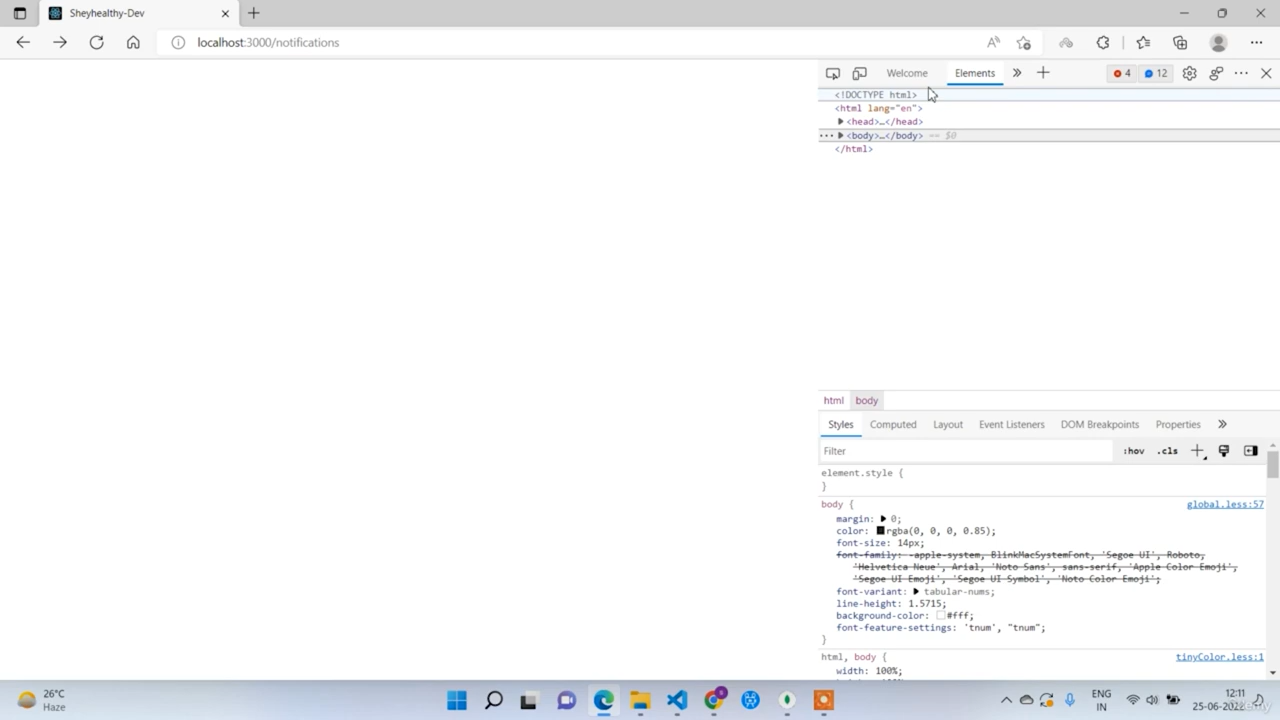 Sheyhealthy-Dev
localhost:3000/notifications
Welcome
Elements
4
12
<!DOCTYPE html>
<html lang="en">
<head>…</head>
<body>…</body> == $0
</html>
html
body
Styles
Computed
Layout
Event Listeners
DOM Breakpoints
Properties
Filter
:hov
.cls
element.style {
}
body {
global.less:57
margin: 0;
color: rgba(0, 0, 0, 0.85);
font-size: 14px;
font-family: -apple-system, BlinkMacSystemFont, 'Segoe UI', Roboto,
'Helvetica Neue', Arial, 'Noto Sans', sans-serif, 'Apple Color Emoji',
'Segoe UI Emoji', 'Segoe UI Symbol', 'Noto Color Emoji';
font-variant: tabular-nums;
line-height: 1.5715;
background-color: #fff;
font-feature-settings: 'tnum', "tnum";
}
html, body {
tinyColor.less:1
width: 100%;
26°C
Haze
ENG
IN
12:11
25-06-2022